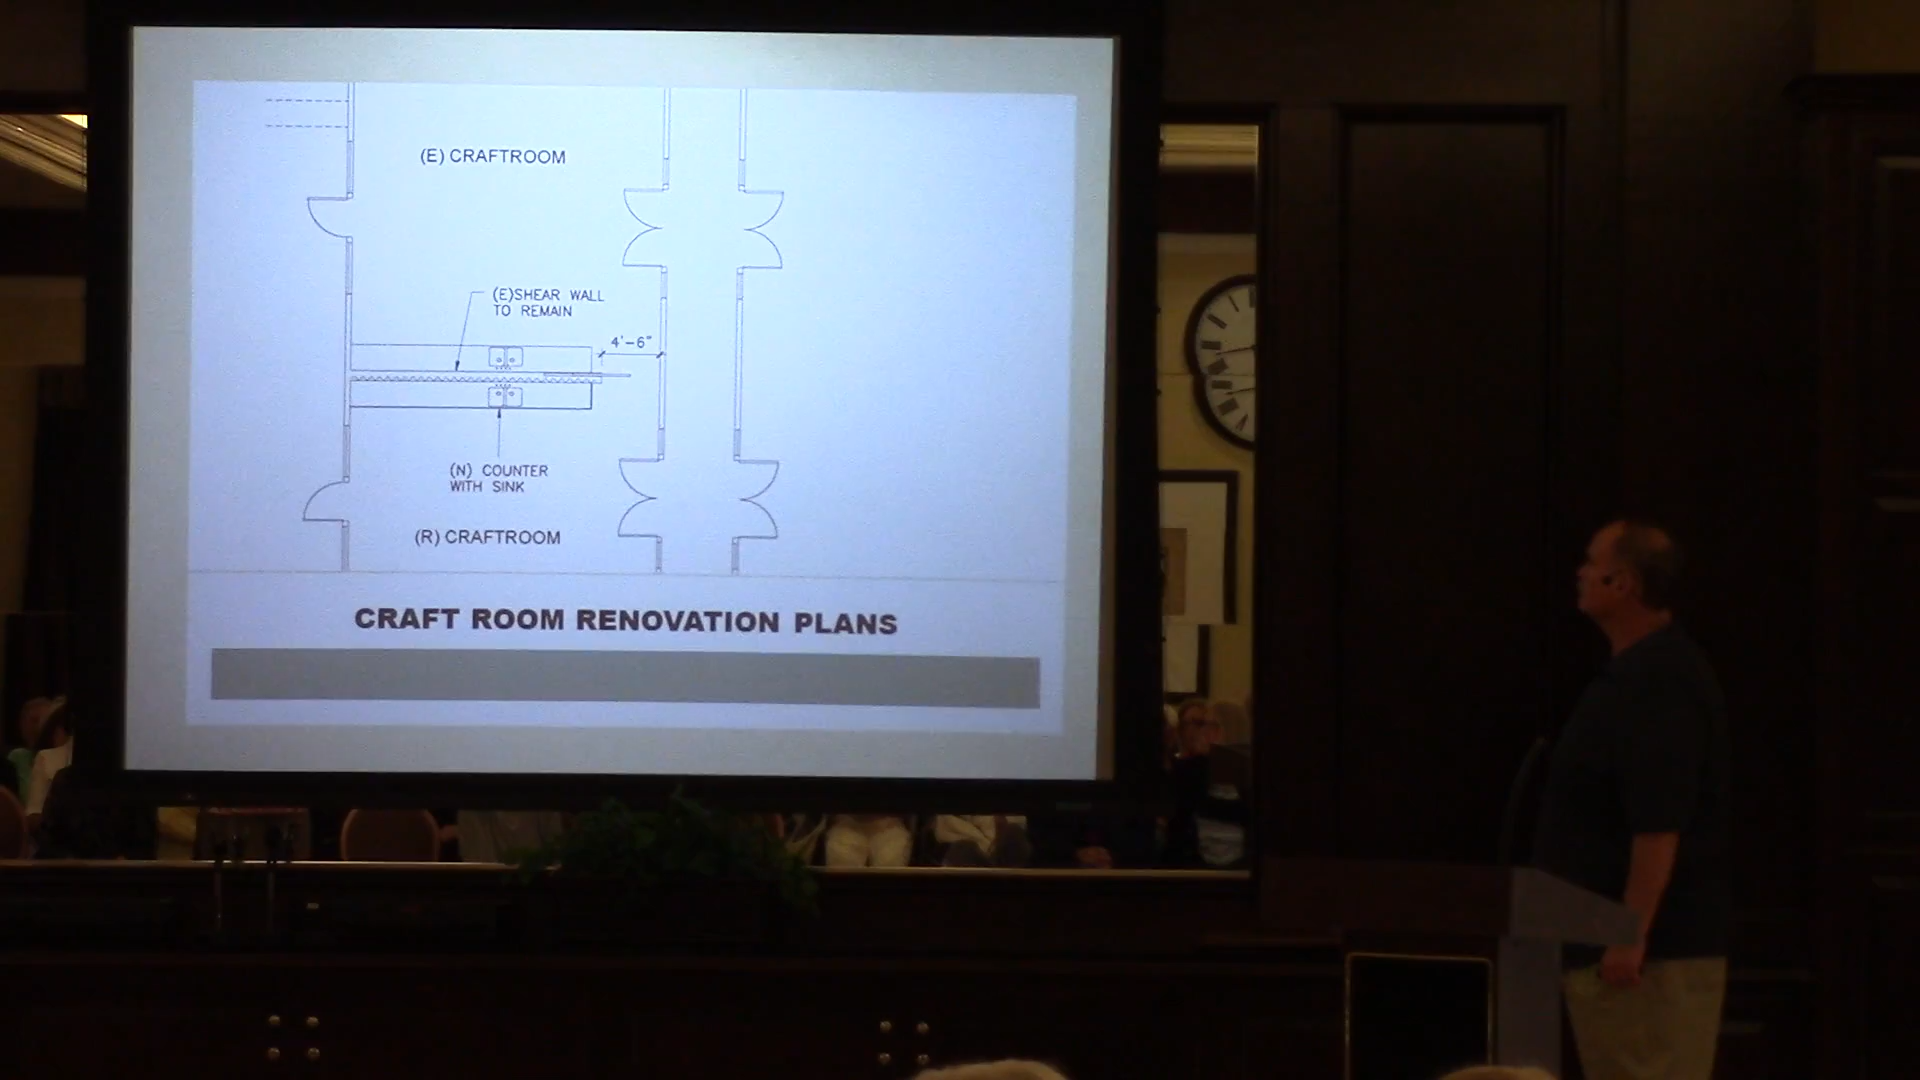 (E) CRAFTROOM
(E)SHEAR WALL
TO REMAIN
4'-6"
(N) COUNTER
WITH SINK
(R) CRAFTROOM
CRAFT ROOM RENOVATION PLANS